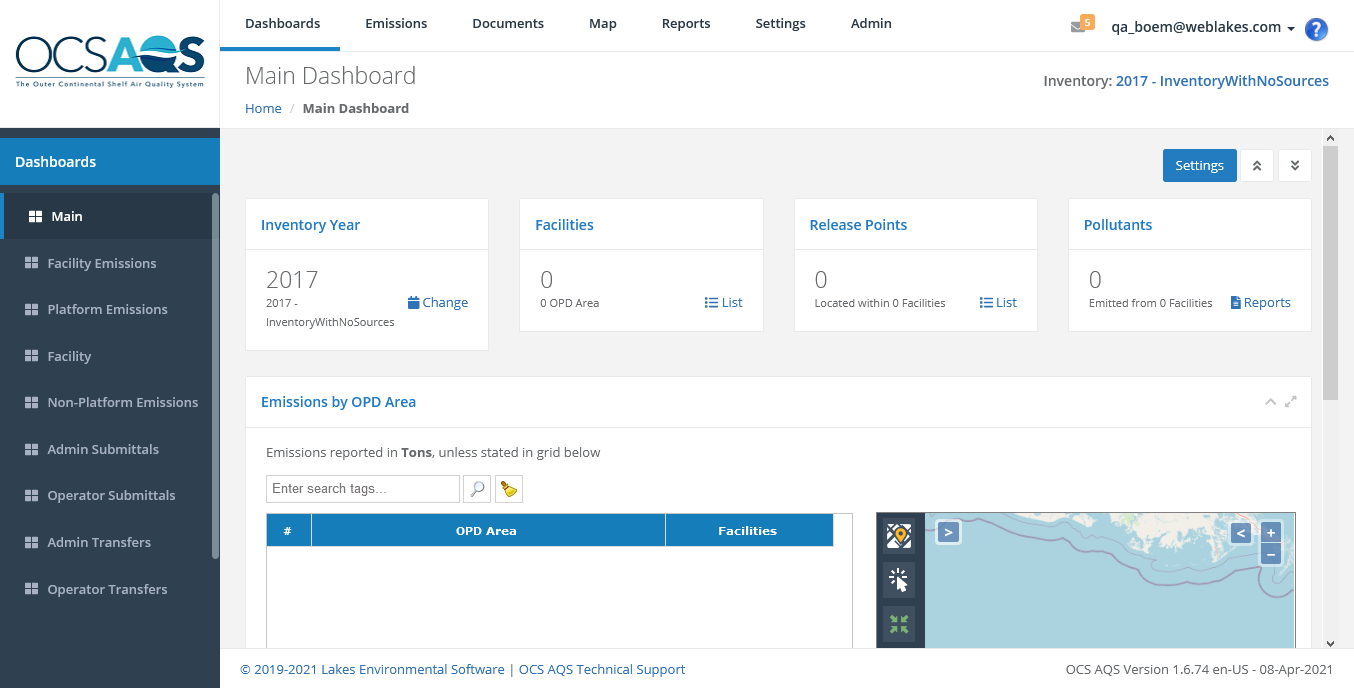 OCSAQS
The Outer Continental Shelf Air Quality System
Dashboards Emissions Documents Map Reports Settings Admin
5
qa_boem@weblakes.com
?
Main Dashboard
Home / Main Dashboard
Inventory: 2017 - InventoryWithNoSources
Dashboards
Main
Facility Emissions
Platform Emissions
Facility
Non-Platform Emissions
Admin Submittals
Operator Submittals
Admin Transfers
Operator Transfers
Settings
Inventory Year
2017
2017 -
InventoryWithNoSources
Change
Facilities
0
0 OPD Area
List
Release Points
0
Located within 0 Facilities
List
Pollutants
0
Emitted from 0 Facilities
Reports
Emissions by OPD Area
Emissions reported in Tons, unless stated in grid below
Enter search tags...
# OPD Area Facilities
> < +
−
© 2019-2021 Lakes Environmental Software | OCS AQS Technical Support
OCS AQS Version 1.6.74 en-US - 08-Apr-2021